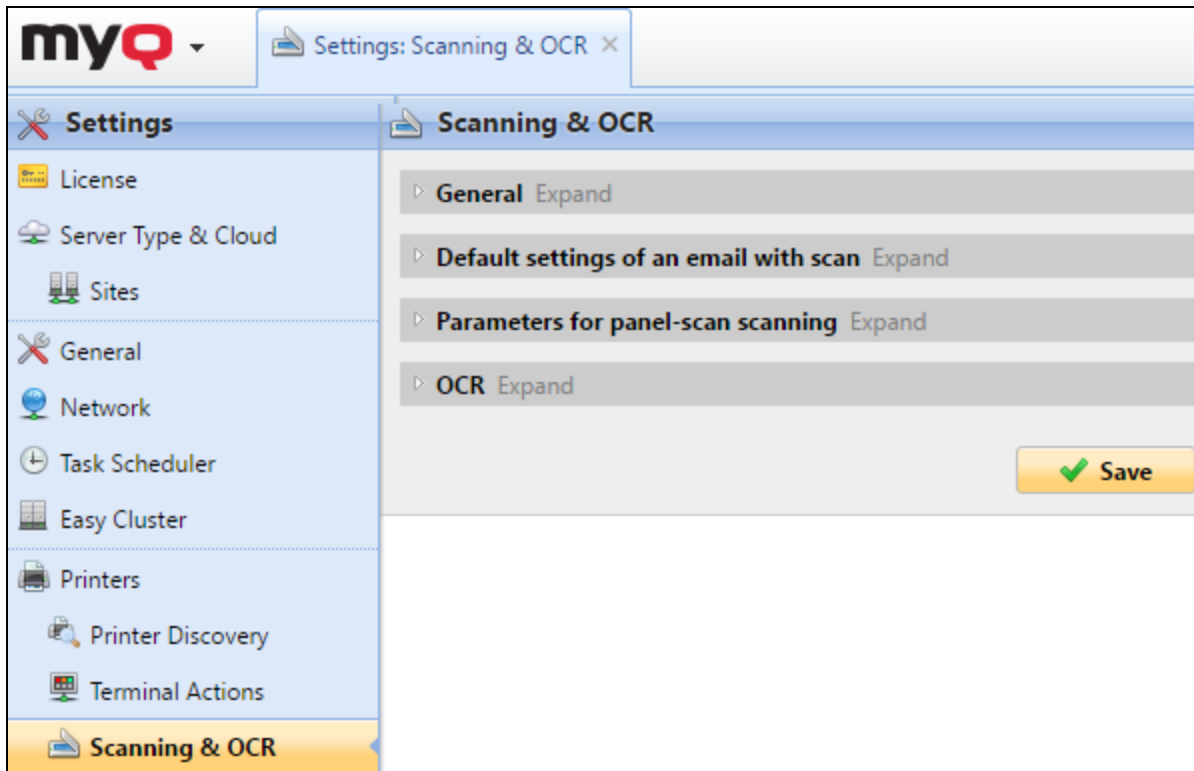 myQ
Settings: Scanning & OCR
Settings
License
Server Type & Cloud
Sites
General
Network
Task Scheduler
Easy Cluster
Printers
Printer Discovery
Terminal Actions
Scanning & OCR
Scanning & OCR
General Expand
Default settings of an email with scan Expand
Parameters for panel-scan scanning Expand
OCR Expand
Save